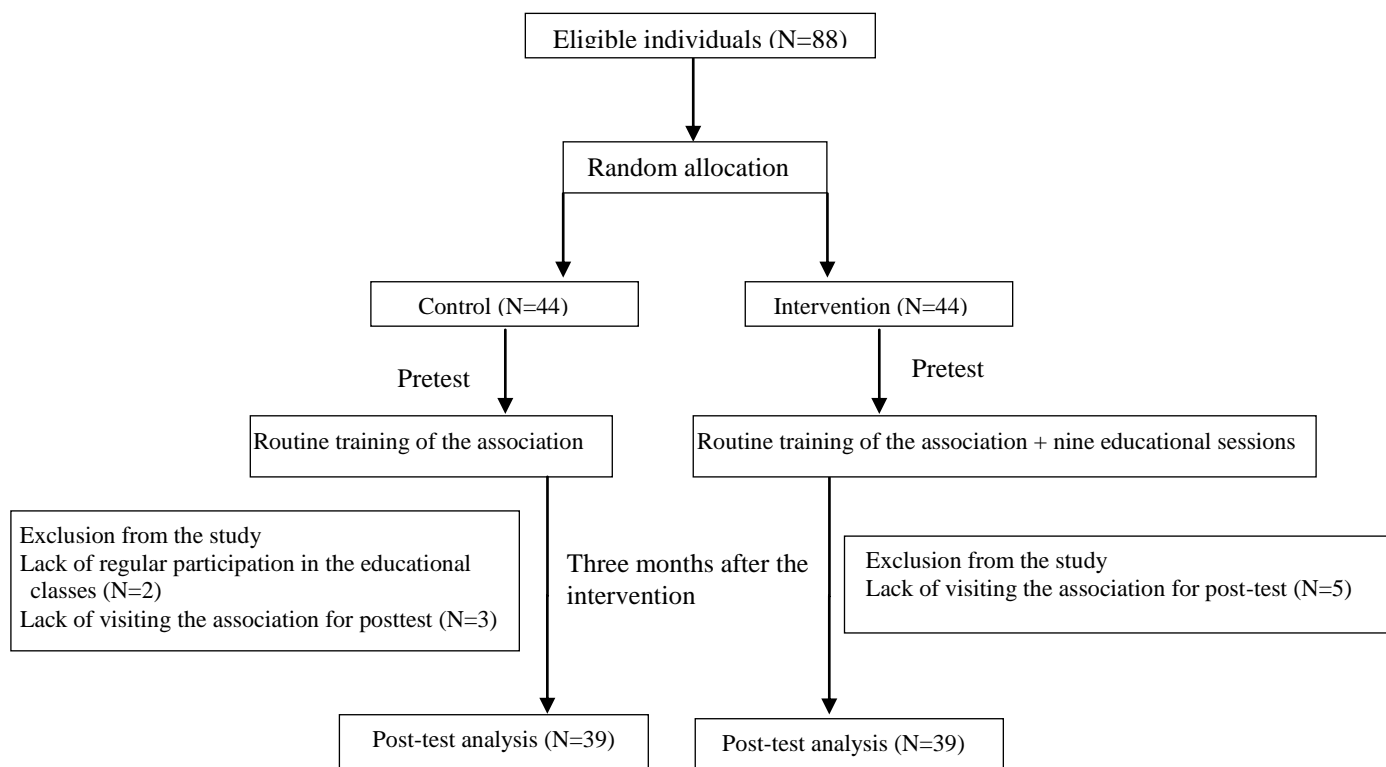 Eligible individuals (N=88)
Random allocation
Control (N=44)
Intervention (N=44)
Pretest
Pretest
Routine training of the association
Routine training of the association + nine educational sessions
Exclusion from the study
Lack of regular participation in the educational
classes (N=2)
Lack of visiting the association for posttest (N=3)
Three months after the
intervention
Exclusion from the study
Lack of visiting the association for post-test (N=5)
Post-test analysis (N=39)
Post-test analysis (N=39)